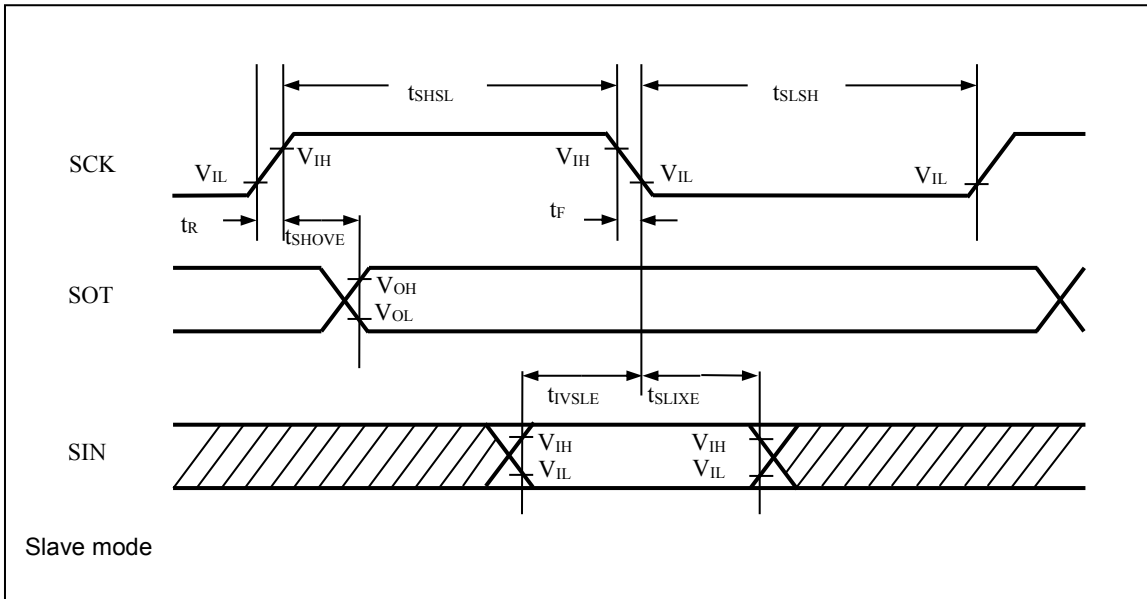 tSHSL tSLSH
SCK VIL VIH VIH VIL VIL
tR tSHOVE tF
SOT VOH
VOL
tIVSLE tSLIXE
SIN VIH VIH
VIL VIL
Slave mode